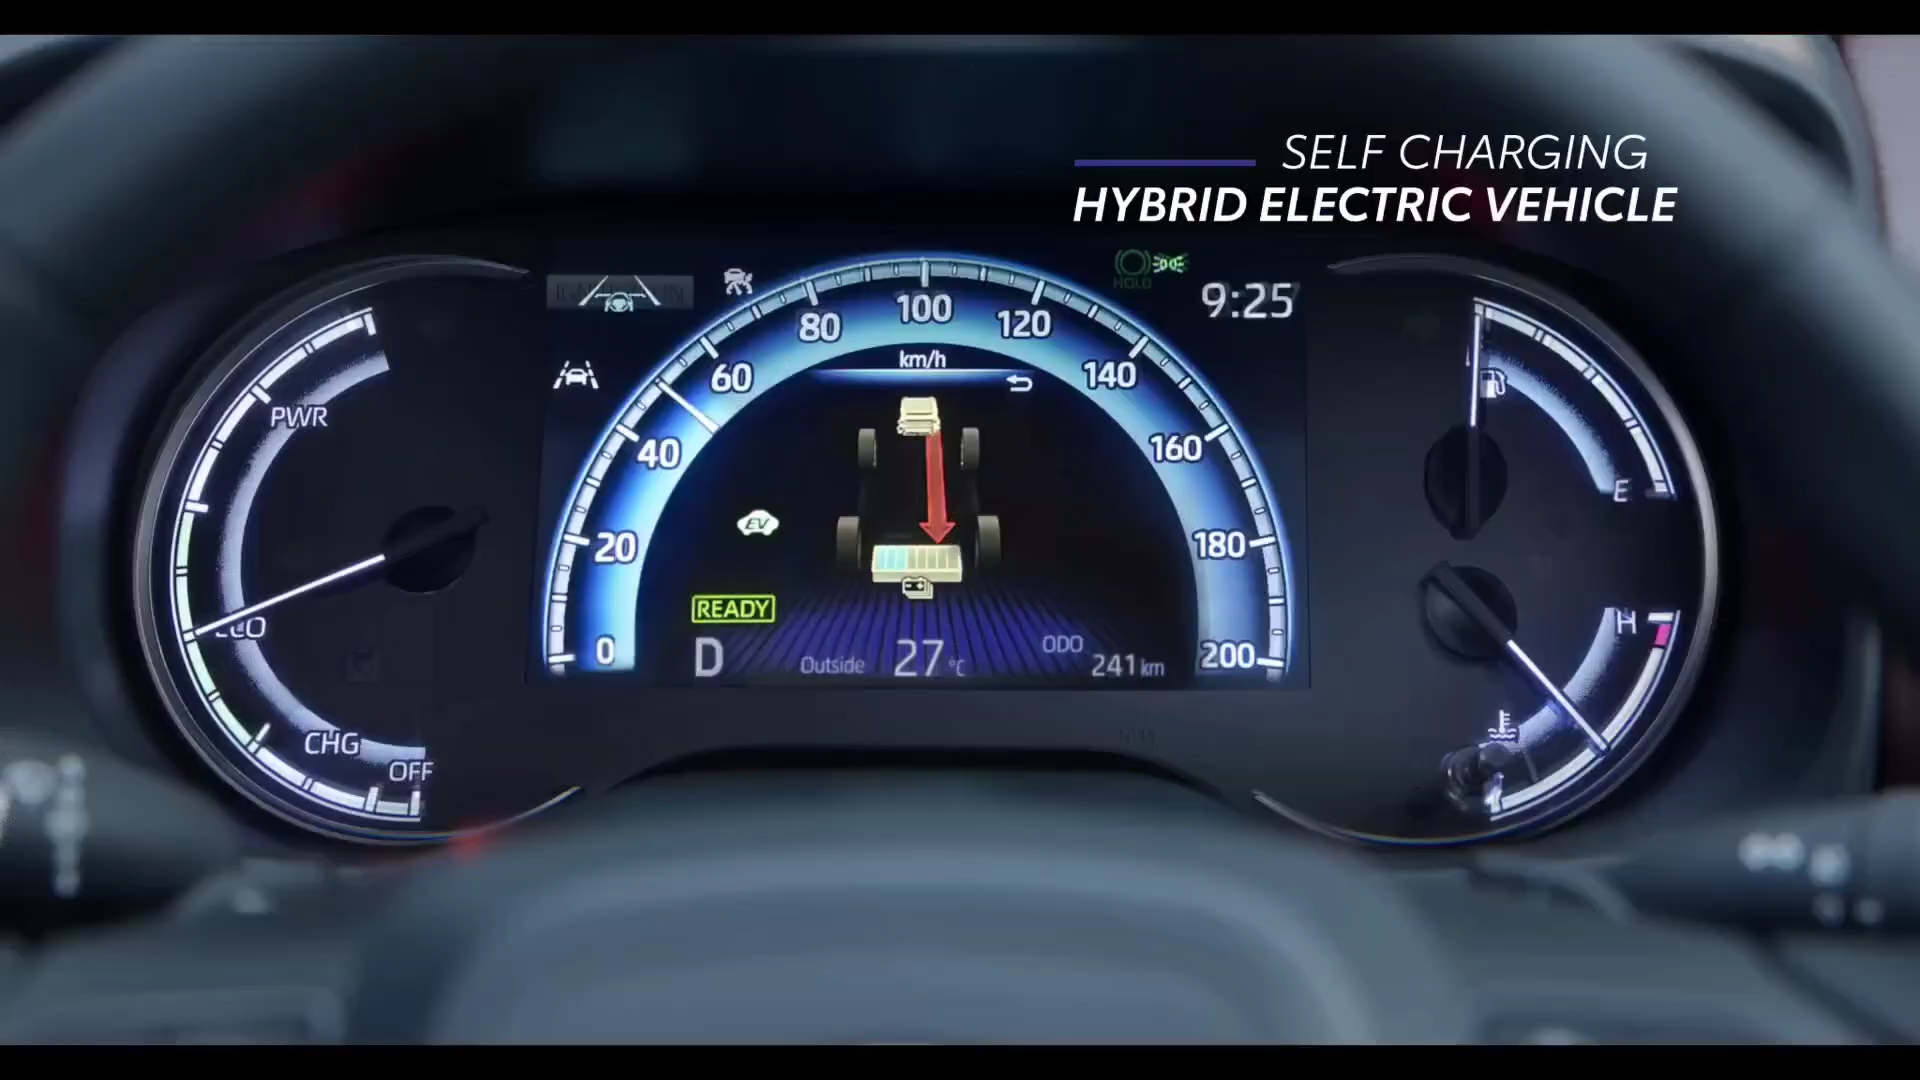 SELF CHARGING
HYBRID ELECTRIC VEHICLE
HOLD
9:25
100
80
120
km/h
60
140
PWR
40
160
E
EV
20
180
READY
ECO
H
0
D
Outside
27°C
ODO
241 km
200
CHG
OFF